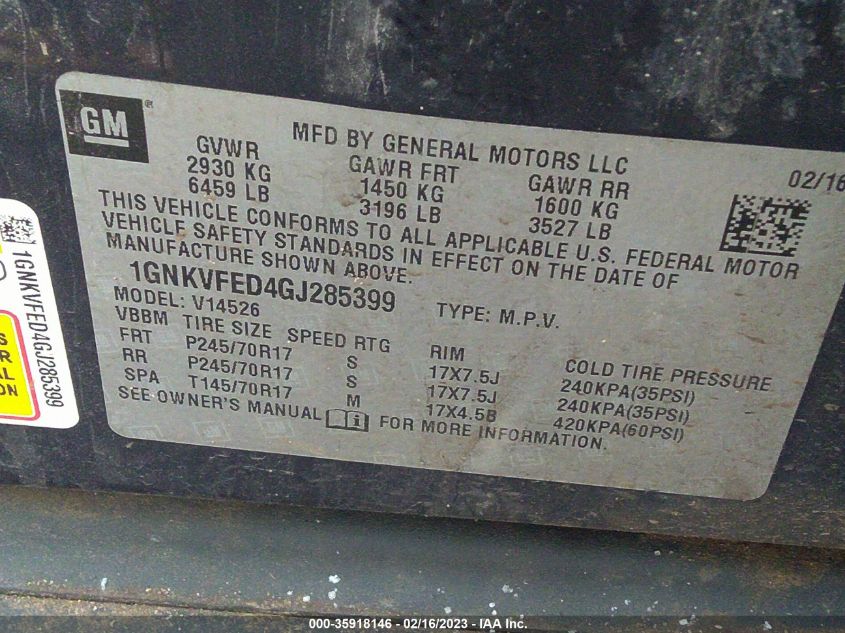 GM
MFD BY GENERAL MOTORS LLC
02/16
GVWR GAWR FRT GAWR RR
2930 KG 1450 KG 1600 KG
6459 LB 3196 LB 3527 LB
THIS VEHICLE CONFORMS TO ALL APPLICABLE U.S. FEDERAL MOTOR
VEHICLE SAFETY STANDARDS IN EFFECT ON THE DATE OF
MANUFACTURE SHOWN ABOVE.
1GNKVFED4GJ285399
MODEL: V14526 TYPE: M.P.V.
VBBM TIRE SIZE SPEED RTG RIM COLD TIRE PRESSURE
FRT P245/70R17 S 17X7.5J 240KPA(35PSI)
RR P245/70R17 S 17X7.5J 240KPA(35PSI)
SPA T145/70R17 M 17X4.5B 420KPA(60PSI)
SEE OWNER'S MANUAL FOR MORE INFORMATION.
1GNKVFED4GJ285399
000-35918146 - 02/16/2023 - IAA Inc.